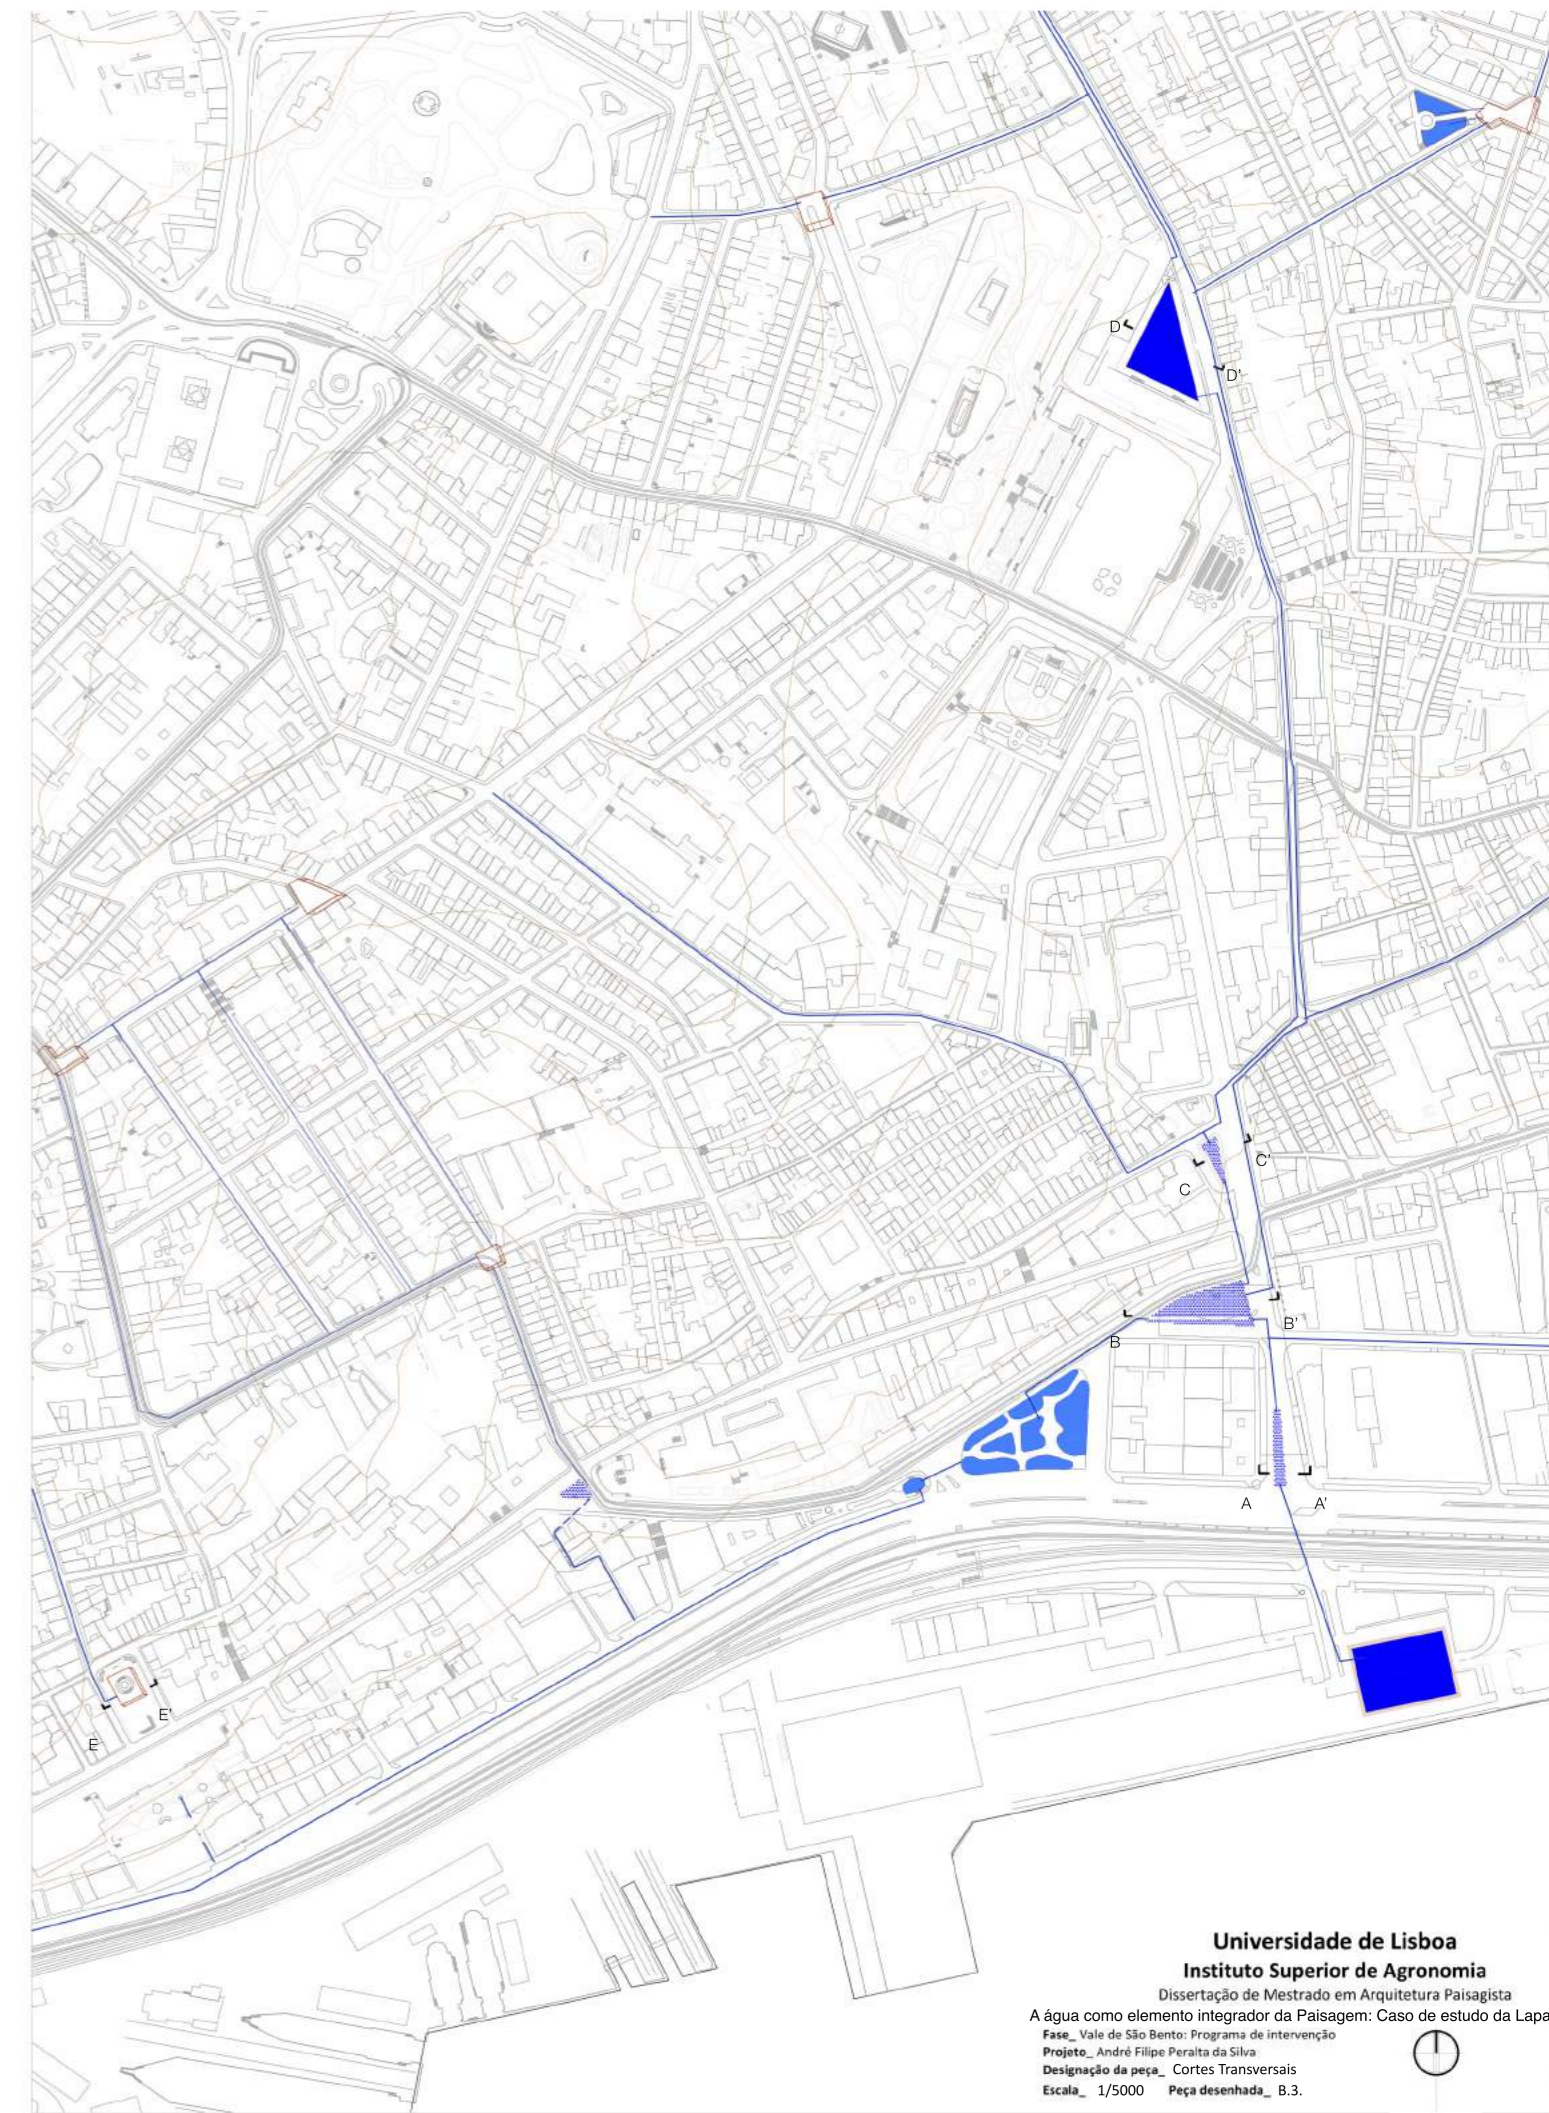 D
D'
C'
C
B'
B
A
A'
E'
E
Universidade de Lisboa
Instituto Superior de Agronomia
Dissertação de Mestrado em Arquitetura Paisagista
A água como elemento integrador da Paisagem: Caso de estudo da Lapa
Fase_ Vale de São Bento: Programa de intervenção
Projeto_ André Filipe Peralta da Silva
Designação da peça_ Cortes Transversais
Escala_ 1/5000 Peça desenhada_ B.3.